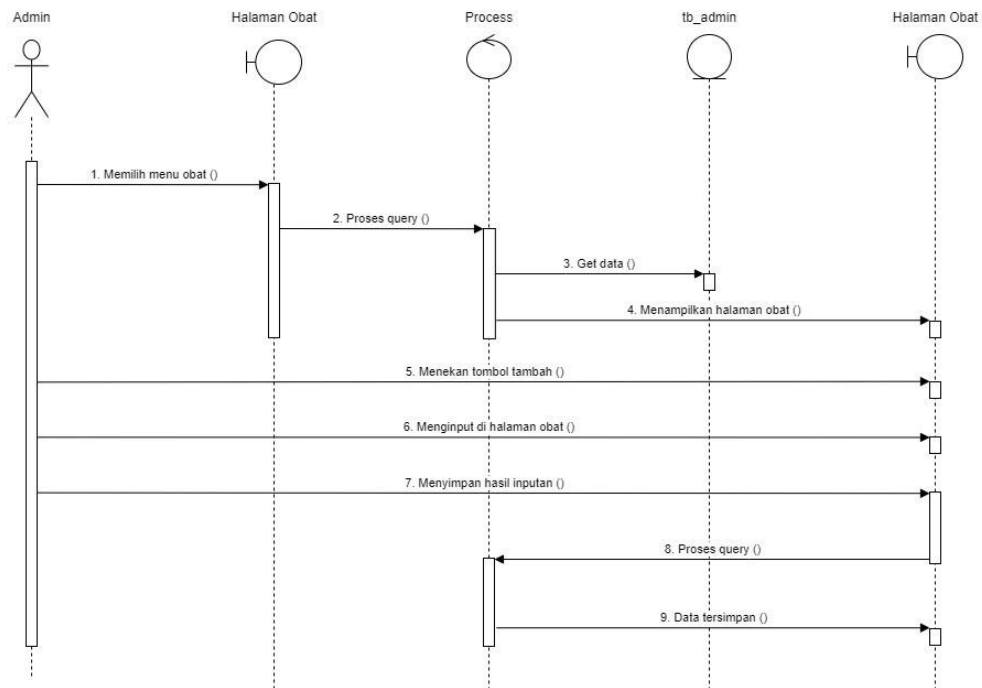 Admin
Halaman Obat
Process
tb_admin
Halaman Obat
1. Memilih menu obat ()
2. Proses query ()
3. Get data ()
4. Menampilkan halaman obat ()
5. Menekan tombol tambah ()
6. Menginput di halaman obat ()
7. Menyimpan hasil inputan ()
8. Proses query ()
9. Data tersimpan ()